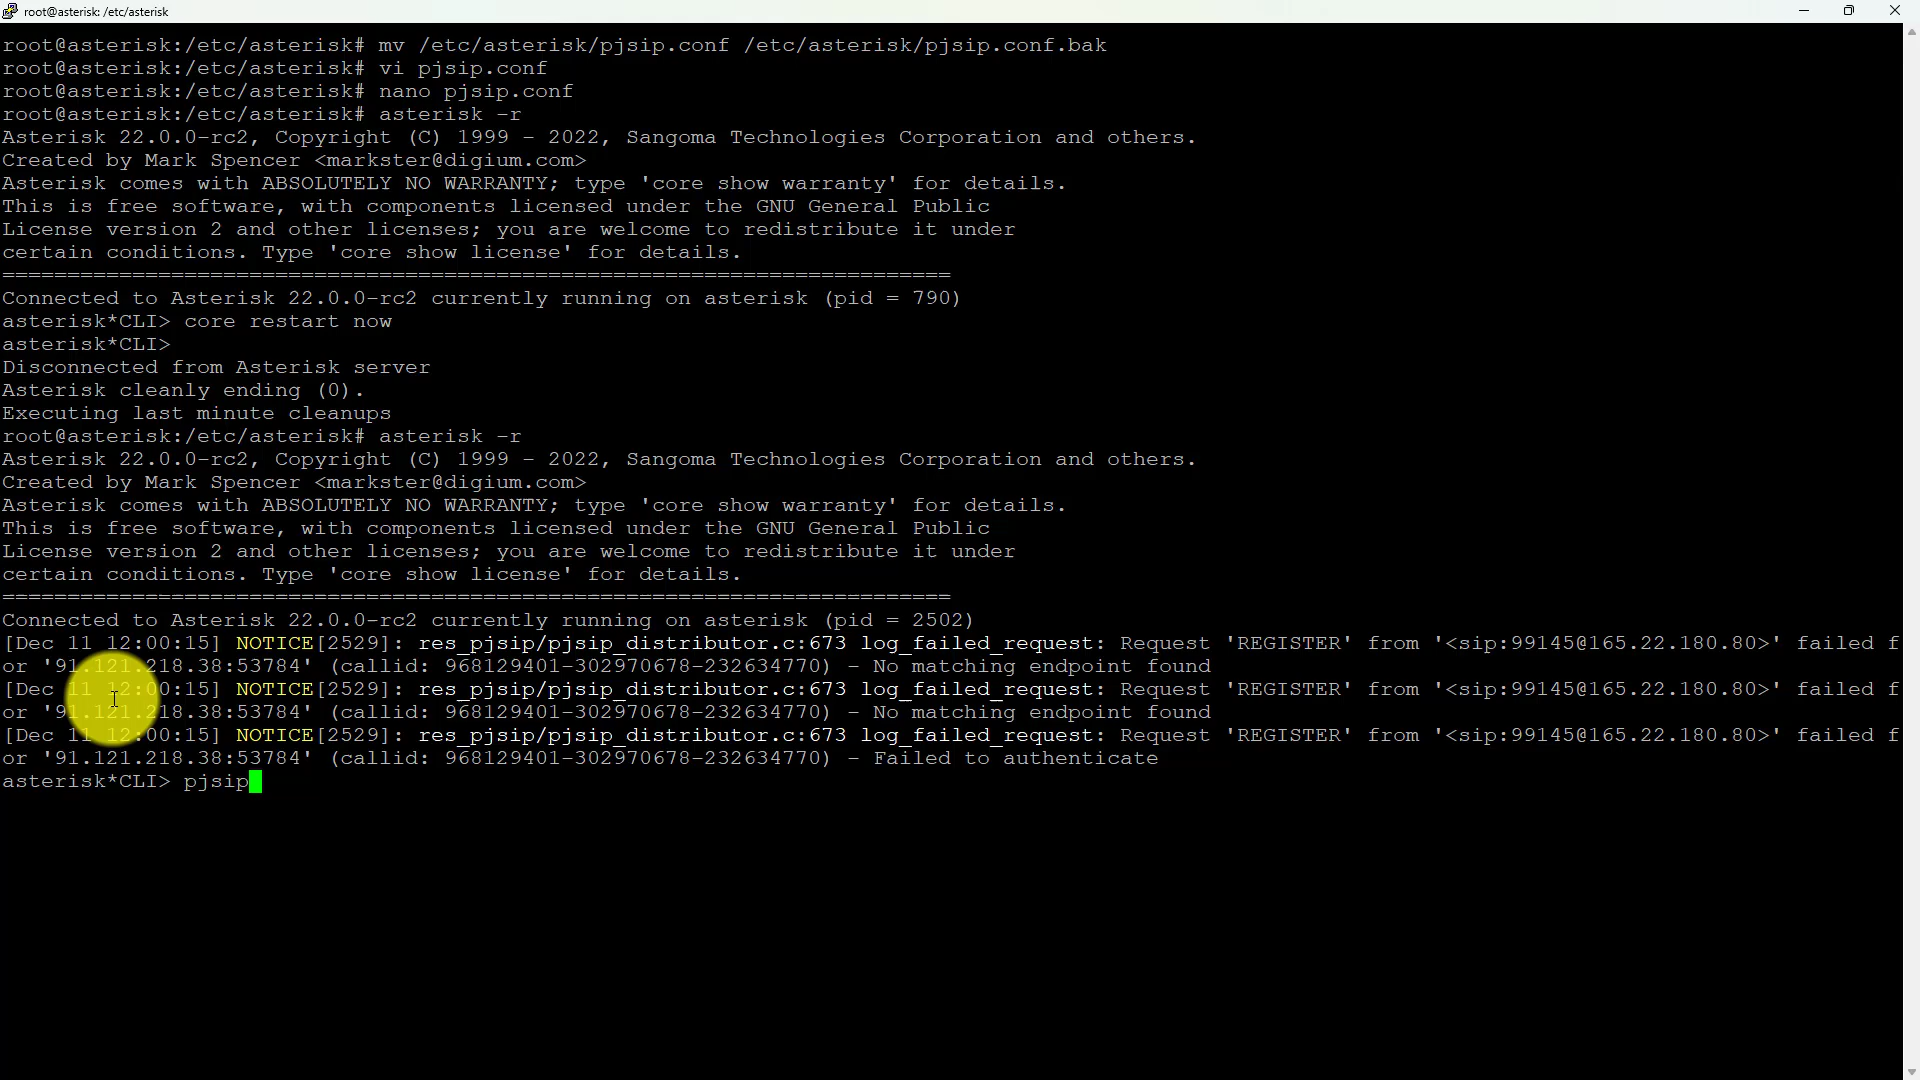 root@asterisk: /etc/asterisk
root@asterisk:/etc/asterisk# mv /etc/asterisk/pjsip.conf /etc/asterisk/pjsip.conf.bak
root@asterisk:/etc/asterisk# vi pjsip.conf
root@asterisk:/etc/asterisk# nano pjsip.conf
root@asterisk:/etc/asterisk# asterisk -r
Asterisk 22.0.0-rc2, Copyright (C) 1999 - 2022, Sangoma Technologies Corporation and others.
Created by Mark Spencer <markster@digium.com>
Asterisk comes with ABSOLUTELY NO WARRANTY; type 'core show warranty' for details.
This is free software, with components licensed under the GNU General Public
License version 2 and other licenses; you are welcome to redistribute it under
certain conditions. Type 'core show license' for details.
=========================================================================
Connected to Asterisk 22.0.0-rc2 currently running on asterisk (pid = 790)
asterisk*CLI> core restart now
asterisk*CLI>
Disconnected from Asterisk server
Asterisk cleanly ending (0).
Executing last minute cleanups
root@asterisk:/etc/asterisk# asterisk -r
Asterisk 22.0.0-rc2, Copyright (C) 1999 - 2022, Sangoma Technologies Corporation and others.
Created by Mark Spencer <markster@digium.com>
Asterisk comes with ABSOLUTELY NO WARRANTY; type 'core show warranty' for details.
This is free software, with components licensed under the GNU General Public
License version 2 and other licenses; you are welcome to redistribute it under
certain conditions. Type 'core show license' for details.
=========================================================================
Connected to Asterisk 22.0.0-rc2 currently running on asterisk (pid = 2502)
[Dec 11 12:00:15] NOTICE[2529]: res_pjsip/pjsip_distributor.c:673 log_failed_request: Request 'REGISTER' from '<sip:99145@165.22.180.80>' failed f
or '91.121.218.38:53784' (callid: 968129401-302970678-232634770) - No matching endpoint found
[Dec 11 12:00:15] NOTICE[2529]: res_pjsip/pjsip_distributor.c:673 log_failed_request: Request 'REGISTER' from '<sip:99145@165.22.180.80>' failed f
or '91.121.218.38:53784' (callid: 968129401-302970678-232634770) - No matching endpoint found
[Dec 11 12:00:15] NOTICE[2529]: res_pjsip/pjsip_distributor.c:673 log_failed_request: Request 'REGISTER' from '<sip:99145@165.22.180.80>' failed f
or '91.121.218.38:53784' (callid: 968129401-302970678-232634770) - Failed to authenticate
asterisk*CLI> pjsip